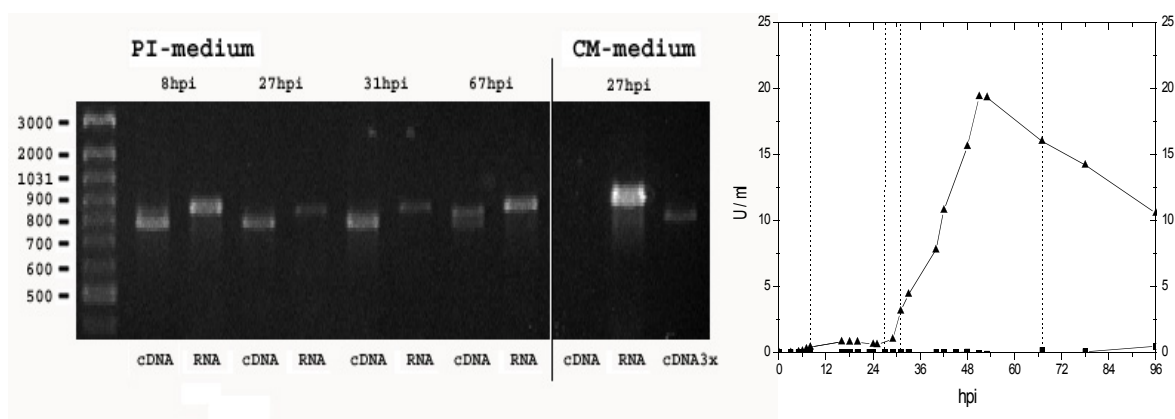 PI-medium CM-medium
8hpi 27hpi 31hpi 67hpi 27hpi
3000
2000
1031
900
800
700
600
500
cDNA RNA cDNA RNA cDNA RNA cDNA RNA cDNA RNA cDNA3x
25 25
20 20
15 15
10 10
5 5
0 0
0 12 24 36 48 60 72 84 96
U/ml
hpi